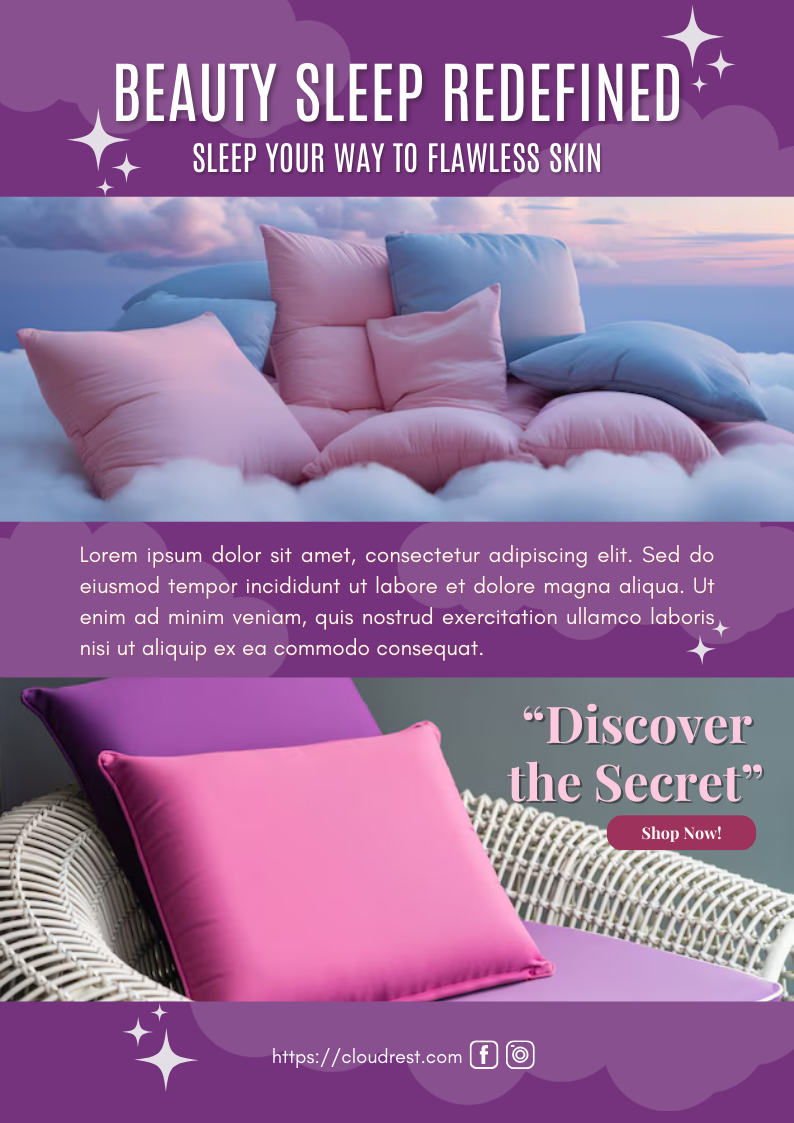 BEAUTY SLEEP REDEFINED
SLEEP YOUR WAY TO FLAWLESS SKIN
Lorem ipsum dolor sit amet, consectetur adipiscing elit. Sed do
eiusmod tempor incididunt ut labore et dolore magna aliqua. Ut
enim ad minim veniam, quis nostrud exercitation ullamco laboris
nisi ut aliquip ex ea commodo consequat.
“Discover
the Secret”
Shop Now!
https://cloudrest.com